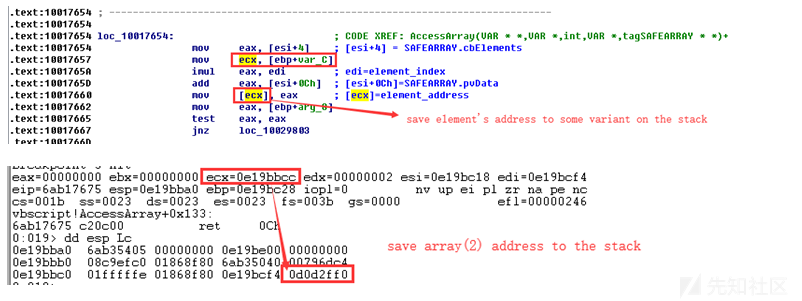 .text:10017654 ; ---------------------------------------------------------------------------
.text:10017654
.text:10017654 loc_10017654: ; CODE XREF: AccessArray(VAR * *,VAR *,int,VAR *,tagSAFEARRAY * *)+
.text:10017654 mov eax, [esi+4] ; [esi+4] = SAFEARRAY.cbElements
.text:10017657 mov ecx, [ebp+var_C]
.text:1001765A imul eax, edi ; edi=element_index
.text:1001765D add eax, [esi+0Ch] ; [esi+0Ch]=SAFEARRAY.pvData
.text:10017660 mov [ecx], eax ; [ecx]=element_address
.text:10017662 mov eax, [ebp+arg_8]
.text:10017665 test eax, eax
.text:10017667 jnz loc_10029803
.text:1001766D
save element's address to some variant on the stack
breakpoint 5 hit
eax=00000000 ebx=00000000 ecx=0e19bbcc edx=00000002 esi=0e19bc18 edi=0e19bcf4
eip=6ab17675 esp=0e19bba0 ebp=0e19bc28 iopl=0 nv up ei pl zr na pe nc
cs=001b ss=0023 ds=0023 es=0023 fs=003b gs=0000 efl=00000246
vbscript!AccessArray+0x133:
6ab17675 c20c00 ret 0Ch
0:019> dd esp Lc
0e19bba0 6ab35405 00000000 0e19be00 00000000
0e19bbb0 08c9efc0 01868f80 6ab35040 00796dc4
0e19bbc0 01fffffe 01868f80 0e19bcf4 0d0d2ff0
save array(2) address to the stack
先知社区